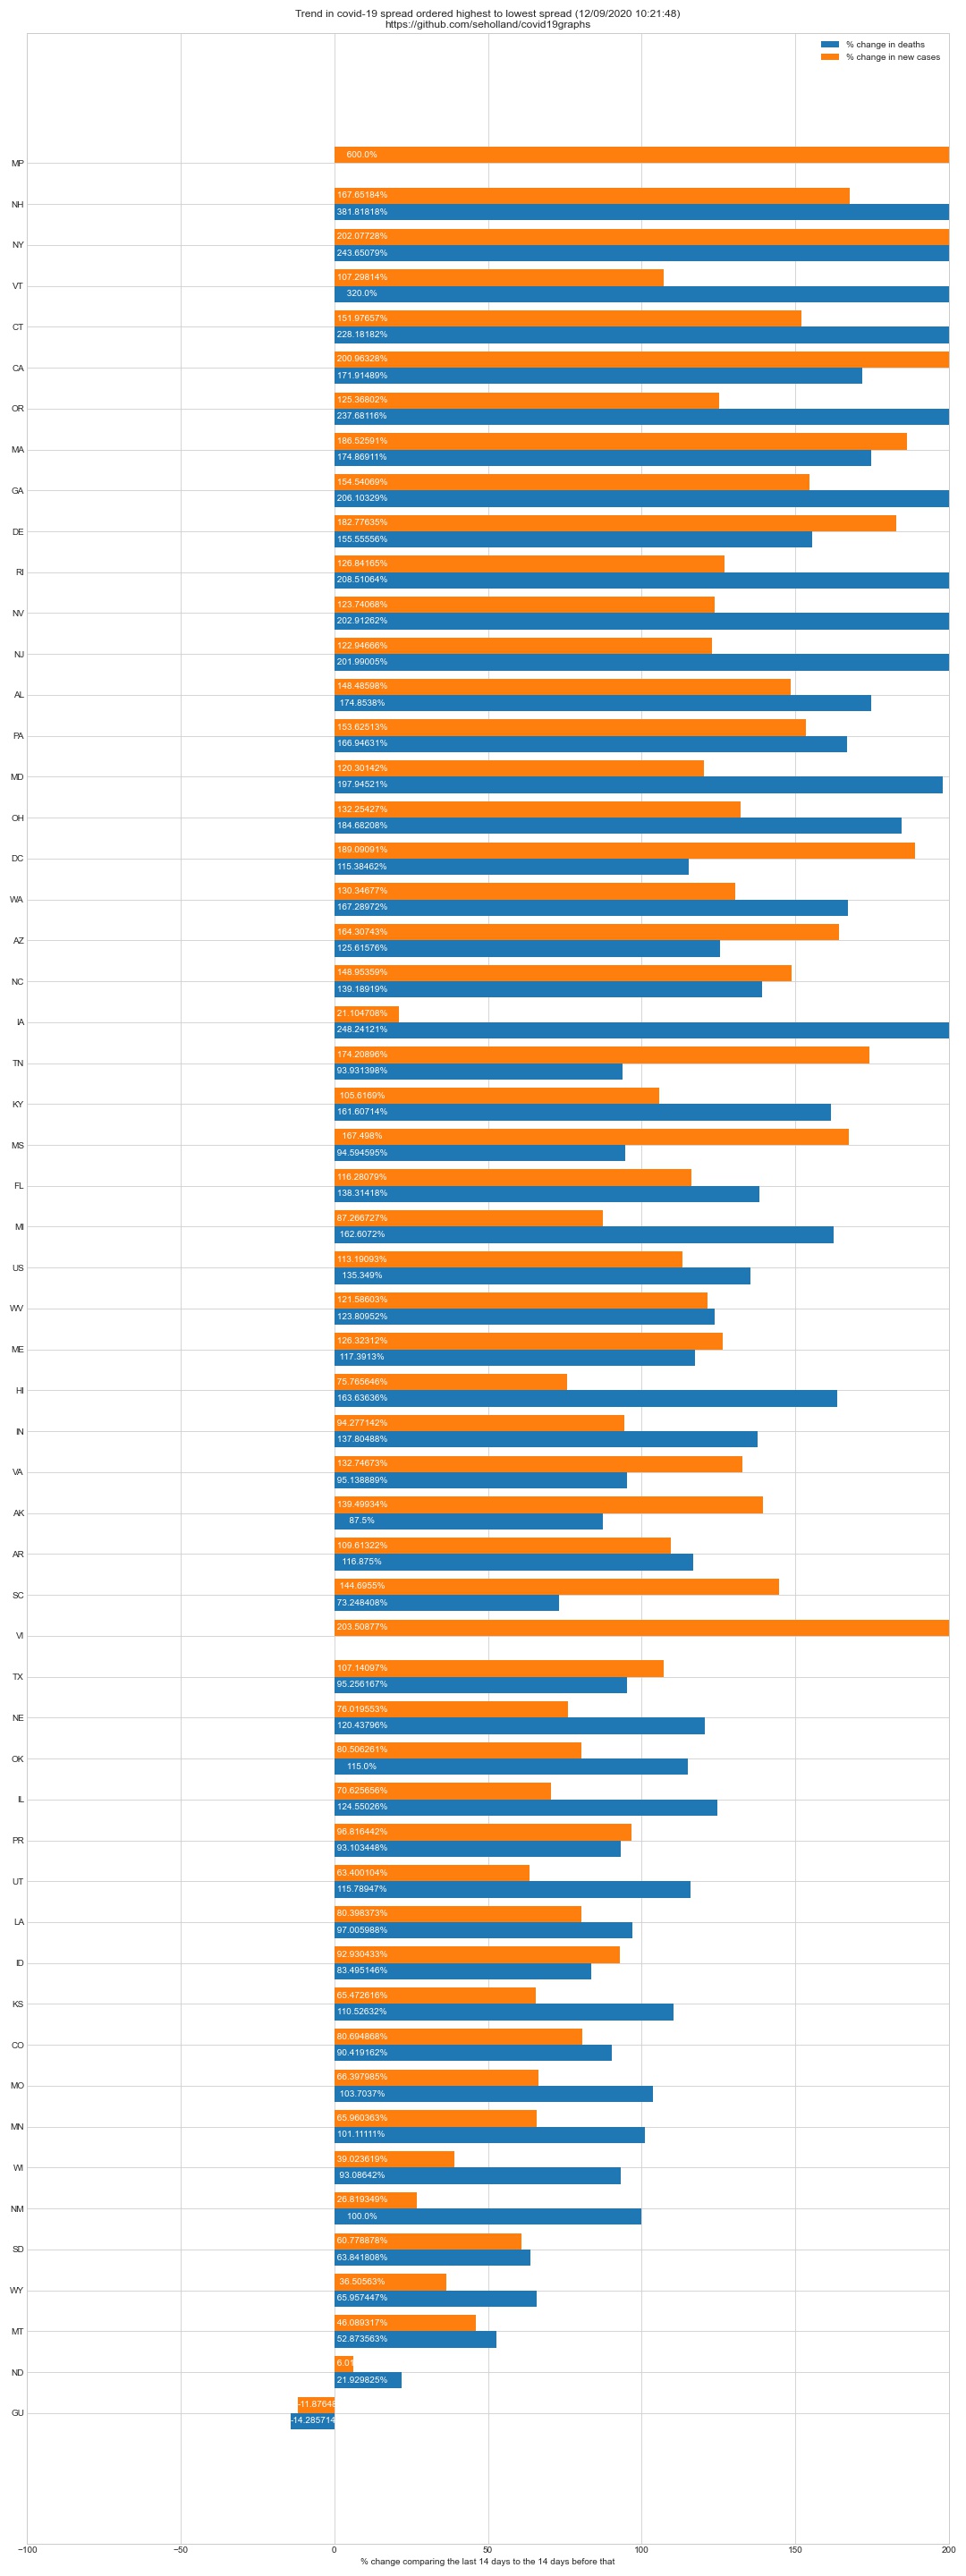 Trend in covid-19 spread ordered highest to lowest spread (12/09/2020 10:21:48)
https://github.com/seholland/covid19graphs
% change in deaths
% change in new cases
MP
600.0%
NH
167.65184%
381.81818%
NY
202.07728%
243.65079%
VT
107.29814%
320.0%
CT
151.97657%
228.18182%
CA
200.96328%
171.91489%
OR
125.36802%
237.68116%
MA
186.52591%
174.86911%
GA
154.54069%
206.10329%
DE
182.77635%
155.55556%
RI
126.84165%
208.51064%
NV
123.74068%
202.91262%
NJ
122.94666%
201.99005%
AL
148.48598%
174.8538%
PA
153.62513%
166.94631%
MD
120.30142%
197.94521%
OH
132.25427%
184.68208%
DC
189.09091%
115.38462%
WA
130.34677%
167.28972%
AZ
164.30743%
125.61576%
NC
148.95359%
139.18919%
IA
21.104708%
248.24121%
TN
174.20896%
93.931398%
KY
105.6169%
161.60714%
MS
167.498%
94.594595%
FL
116.28079%
138.31418%
MI
87.266727%
162.6072%
US
113.19093%
135.349%
WV
121.58603%
123.80952%
ME
126.32312%
117.3913%
HI
75.765646%
163.63636%
IN
94.277142%
137.80488%
VA
132.74673%
95.138889%
AK
139.49934%
87.5%
AR
109.61322%
116.875%
SC
144.6955%
73.248408%
VI
203.50877%
TX
107.14097%
95.256167%
NE
76.019553%
120.43796%
OK
80.506261%
115.0%
IL
70.625656%
124.55026%
PR
96.816442%
93.103448%
UT
63.400104%
115.78947%
LA
80.398373%
97.005988%
ID
92.930433%
83.495146%
KS
65.472616%
110.52632%
CO
80.694868%
90.419162%
MO
66.397985%
103.7037%
MN
65.960363%
101.11111%
WI
39.023619%
93.08642%
NM
26.819349%
100.0%
SD
60.778878%
63.841808%
WY
36.50563%
65.957447%
MT
46.089317%
52.873563%
ND
6.01
21.929825%
GU
-11.87648
-14.285714
−100 −50 0 50 100 150 200
% change comparing the last 14 days to the 14 days before that